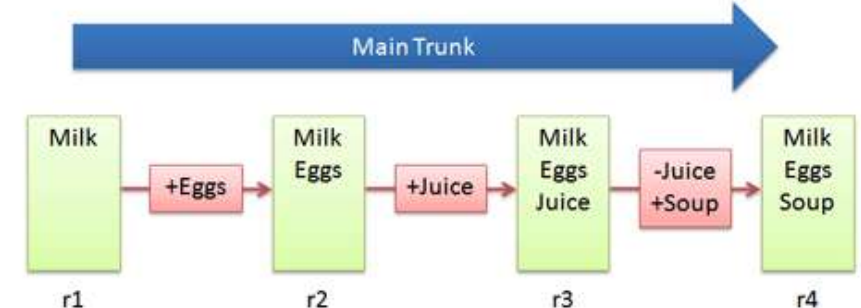 Main Trunk
Milk
+Eggs
Milk
Eggs
+Juice
Milk
Eggs
Juice
-Juice
+Soup
Milk
Eggs
Soup
r1
r2
r3
r4